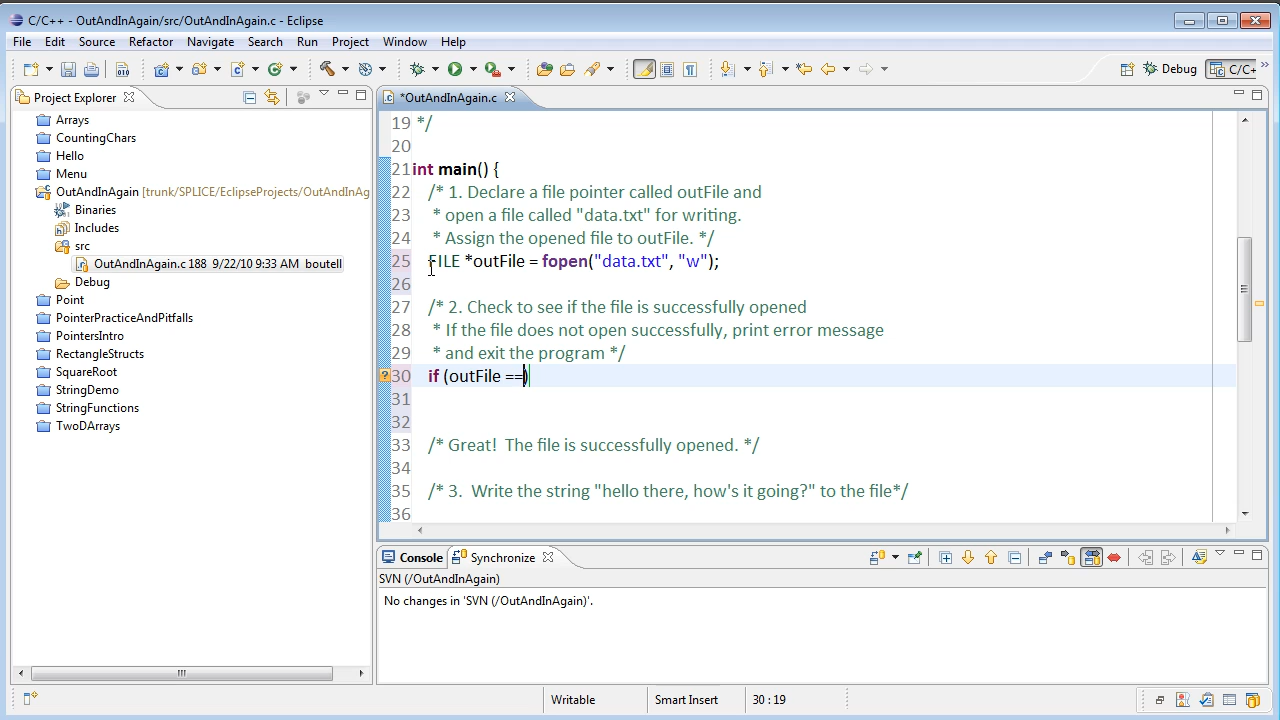 C/C++ - OutAndInAgain/src/OutAndInAgain.c - Eclipse
File Edit Source Refactor Navigate Search Run Project Window Help
Debug C/C+
Project Explorer
*OutAndInAgain.c
Arrays
CountingChars
Hello
Menu
OutAndInAgain [trunk/SPLICE/EclipseProjects/OutAndInAg
Binaries
Includes
src
OutAndInAgain.c 188 9/22/10 9:33 AM boutell
Debug
Point
PointerPracticeAndPitfalls
PointersIntro
RectangleStructs
SquareRoot
StringDemo
StringFunctions
TwoDArrays
19 */
20
21 int main() {
22 /* 1. Declare a file pointer called outFile and
23 * open a file called "data.txt" for writing.
24 * Assign the opened file to outFile. */
25 FILE *outFile = fopen("data.txt", "w");
26
27 /* 2. Check to see if the file is successfully opened
28 * If the file does not open successfully, print error message
29 * and exit the program */
30 if (outFile ==)
31
32
33 /* Great!  The file is successfully opened. */
34
35 /* 3.  Write the string "hello there, how's it going?" to the file*/
36
Console Synchronize
SVN (/OutAndInAgain)
No changes in 'SVN (/OutAndInAgain)'.
Writable Smart Insert 30 : 19